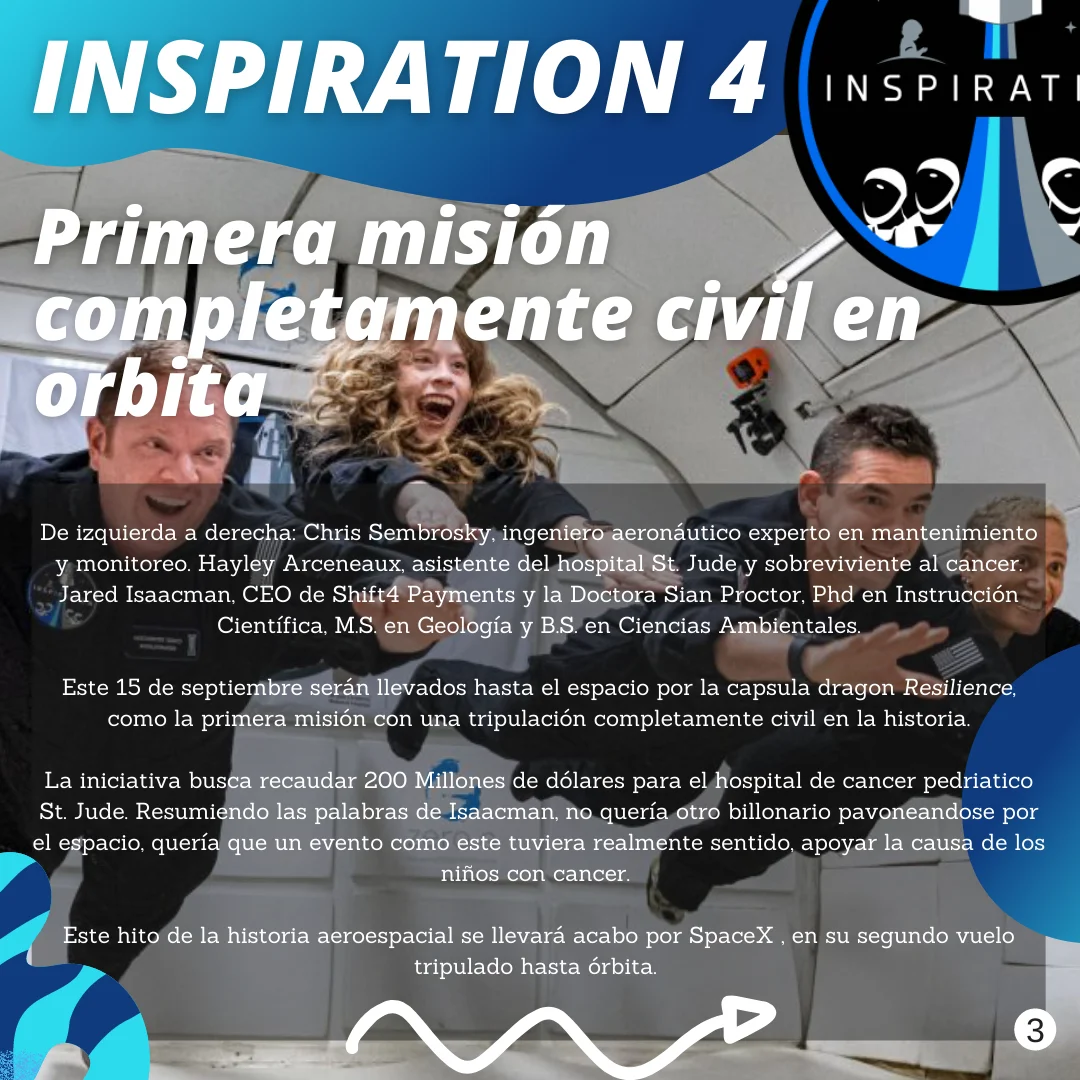 INSPIRATION 4
INSPIRATI
Primera misión
completamente civil en
orbita
De izquierda a derecha: Chris Sembrosky, ingeniero aeronáutico experto en mantenimiento
y monitoreo. Hayley Arceneaux, asistente del hospital St. Jude y sobreviviente al cancer.
Jared Isaacman, CEO de Shift4 Payments y la Doctora Sian Proctor, Phd en Instrucción
Científica, M.S. en Geología y B.S. en Ciencias Ambientales.
Este 15 de septiembre serán llevados hasta el espacio por la capsula dragon Resilience,
como la primera misión con una tripulación completamente civil en la historia.
La iniciativa busca recaudar 200 Millones de dólares para el hospital de cancer pedriatico
St. Jude. Resumiendo las palabras de Isaacman, no quería otro billonario pavoneandose por
el espacio, quería que un evento como este tuviera realmente sentido, apoyar la causa de los
niños con cancer.
Este hito de la historia aeroespacial se llevará acabo por SpaceX , en su segundo vuelo
tripulado hasta órbita.
3